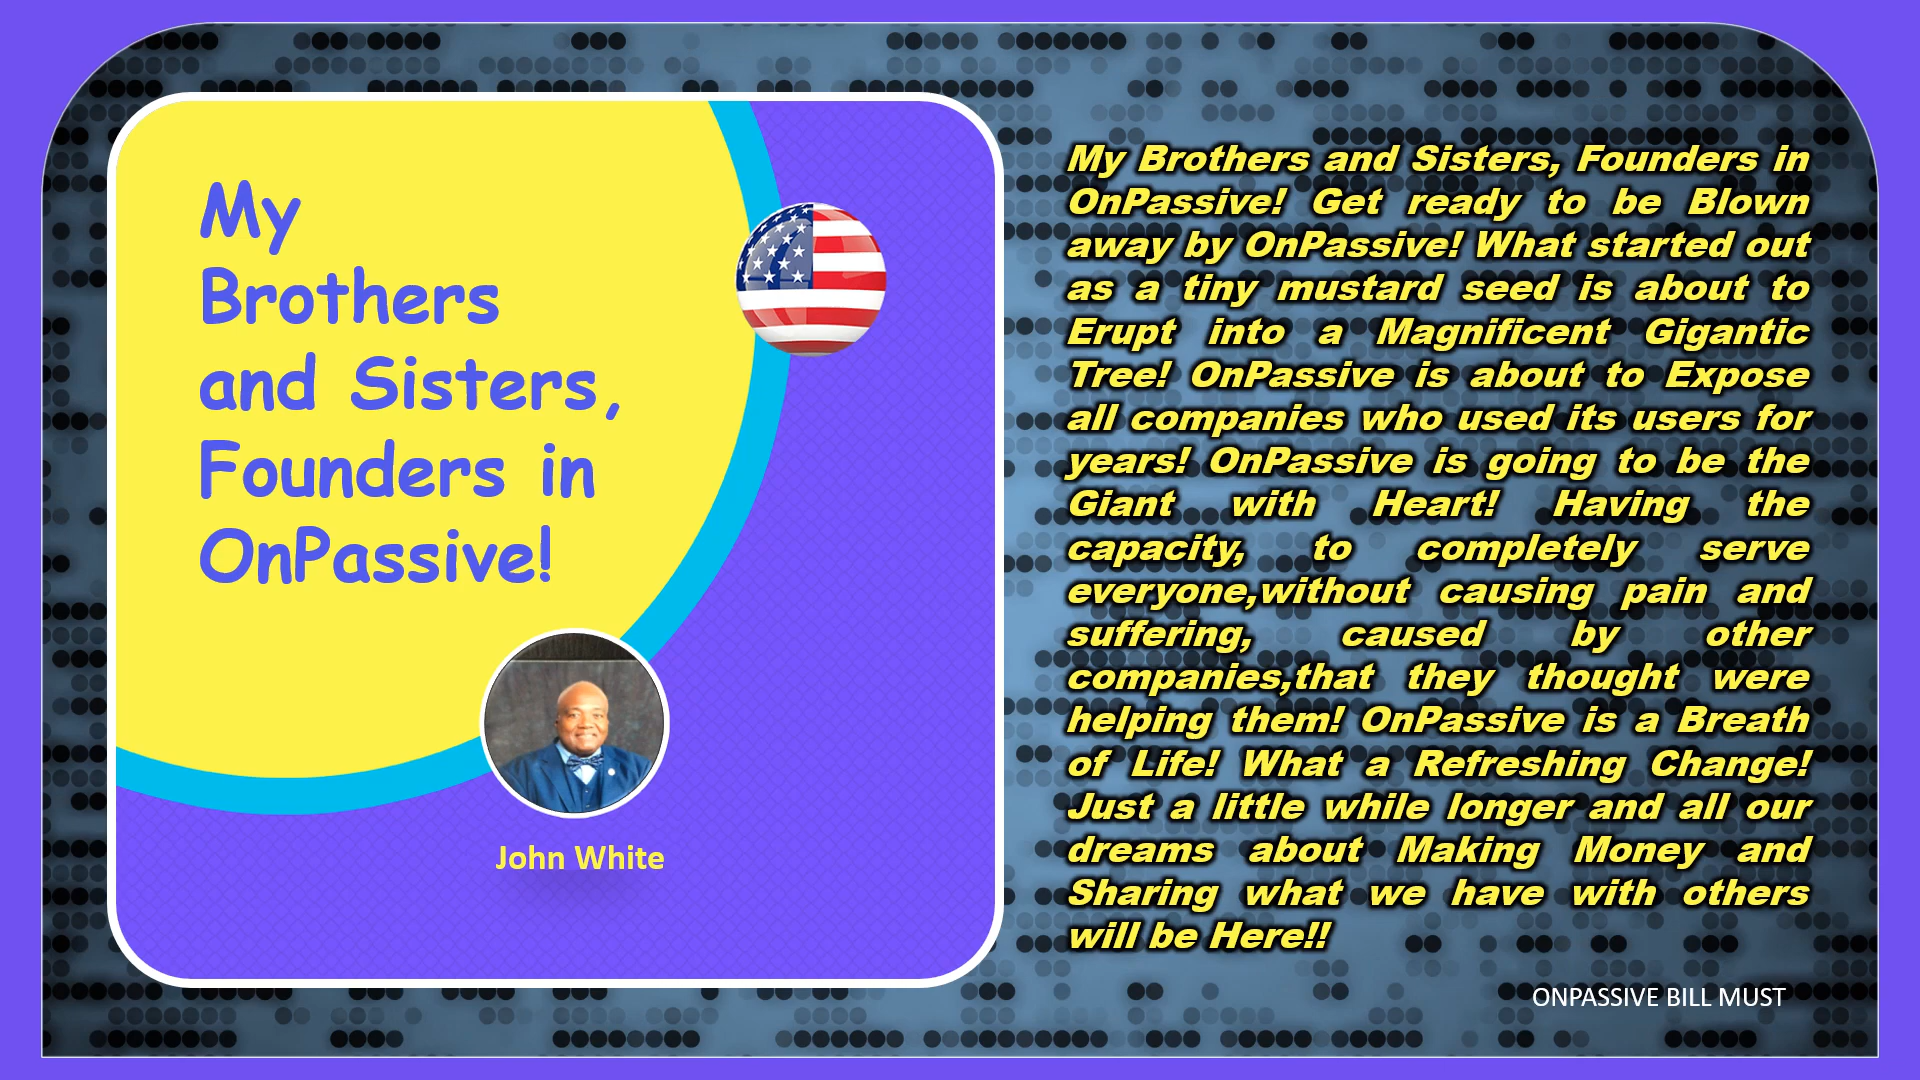 My
Brothers
and Sisters,
Founders in
OnPassive!
John White
My Brothers and Sisters, Founders in
OnPassive! Get ready to be Blown
away by OnPassive! What started out
as a tiny mustard seed is about to
Erupt into a Magnificent Gigantic
Tree! OnPassive is about to Expose
all companies who used its users for
years! OnPassive is going to be the
Giant with Heart! Having the
capacity, to completely serve
everyone,without causing pain and
suffering, caused by other
companies,that they thought were
helping them! OnPassive is a Breath
of Life! What a Refreshing Change!
Just a little while longer and all our
dreams about Making Money and
Sharing what we have with others
will be Here!!
ONPASSIVE BILL MUST